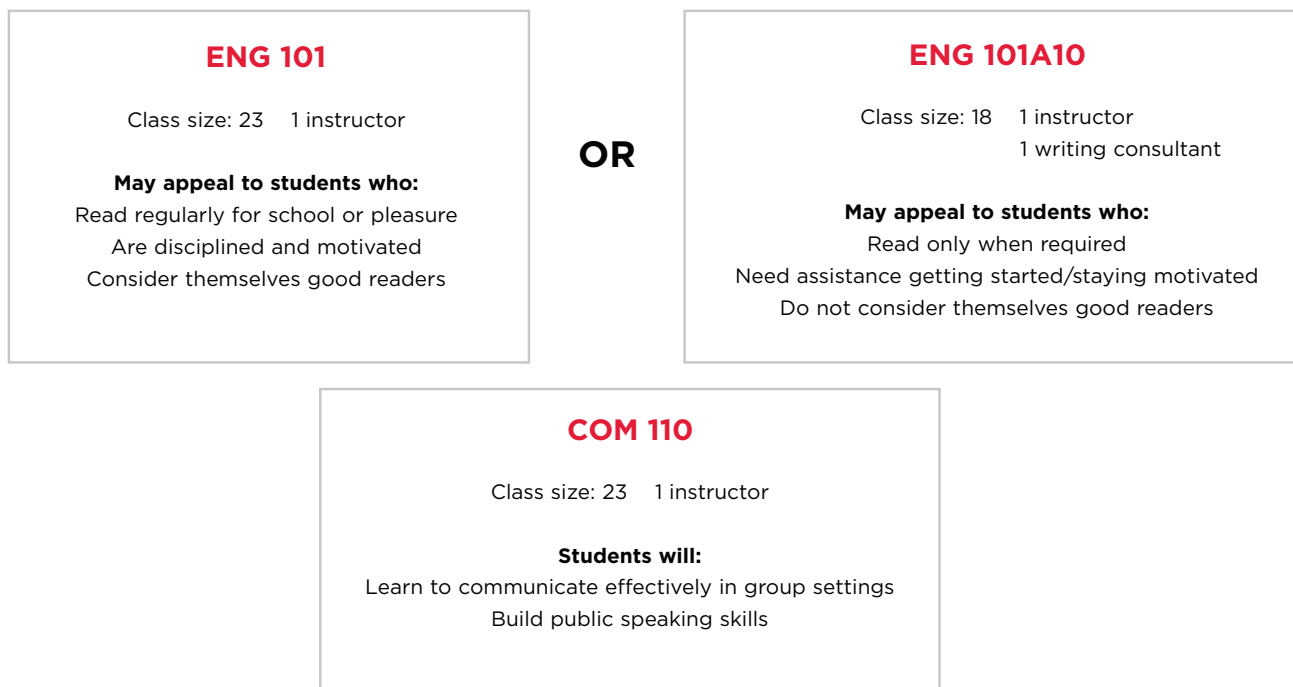 ENG 101
Class size: 23 1 instructor
May appeal to students who:
Read regularly for school or pleasure
Are disciplined and motivated
Consider themselves good readers
OR
ENG 101A10
Class size: 18 1 instructor
1 writing consultant
May appeal to students who:
Read only when required
Need assistance getting started/staying motivated
Do not consider themselves good readers
COM 110
Class size: 23 1 instructor
Students will:
Learn to communicate effectively in group settings
Build public speaking skills